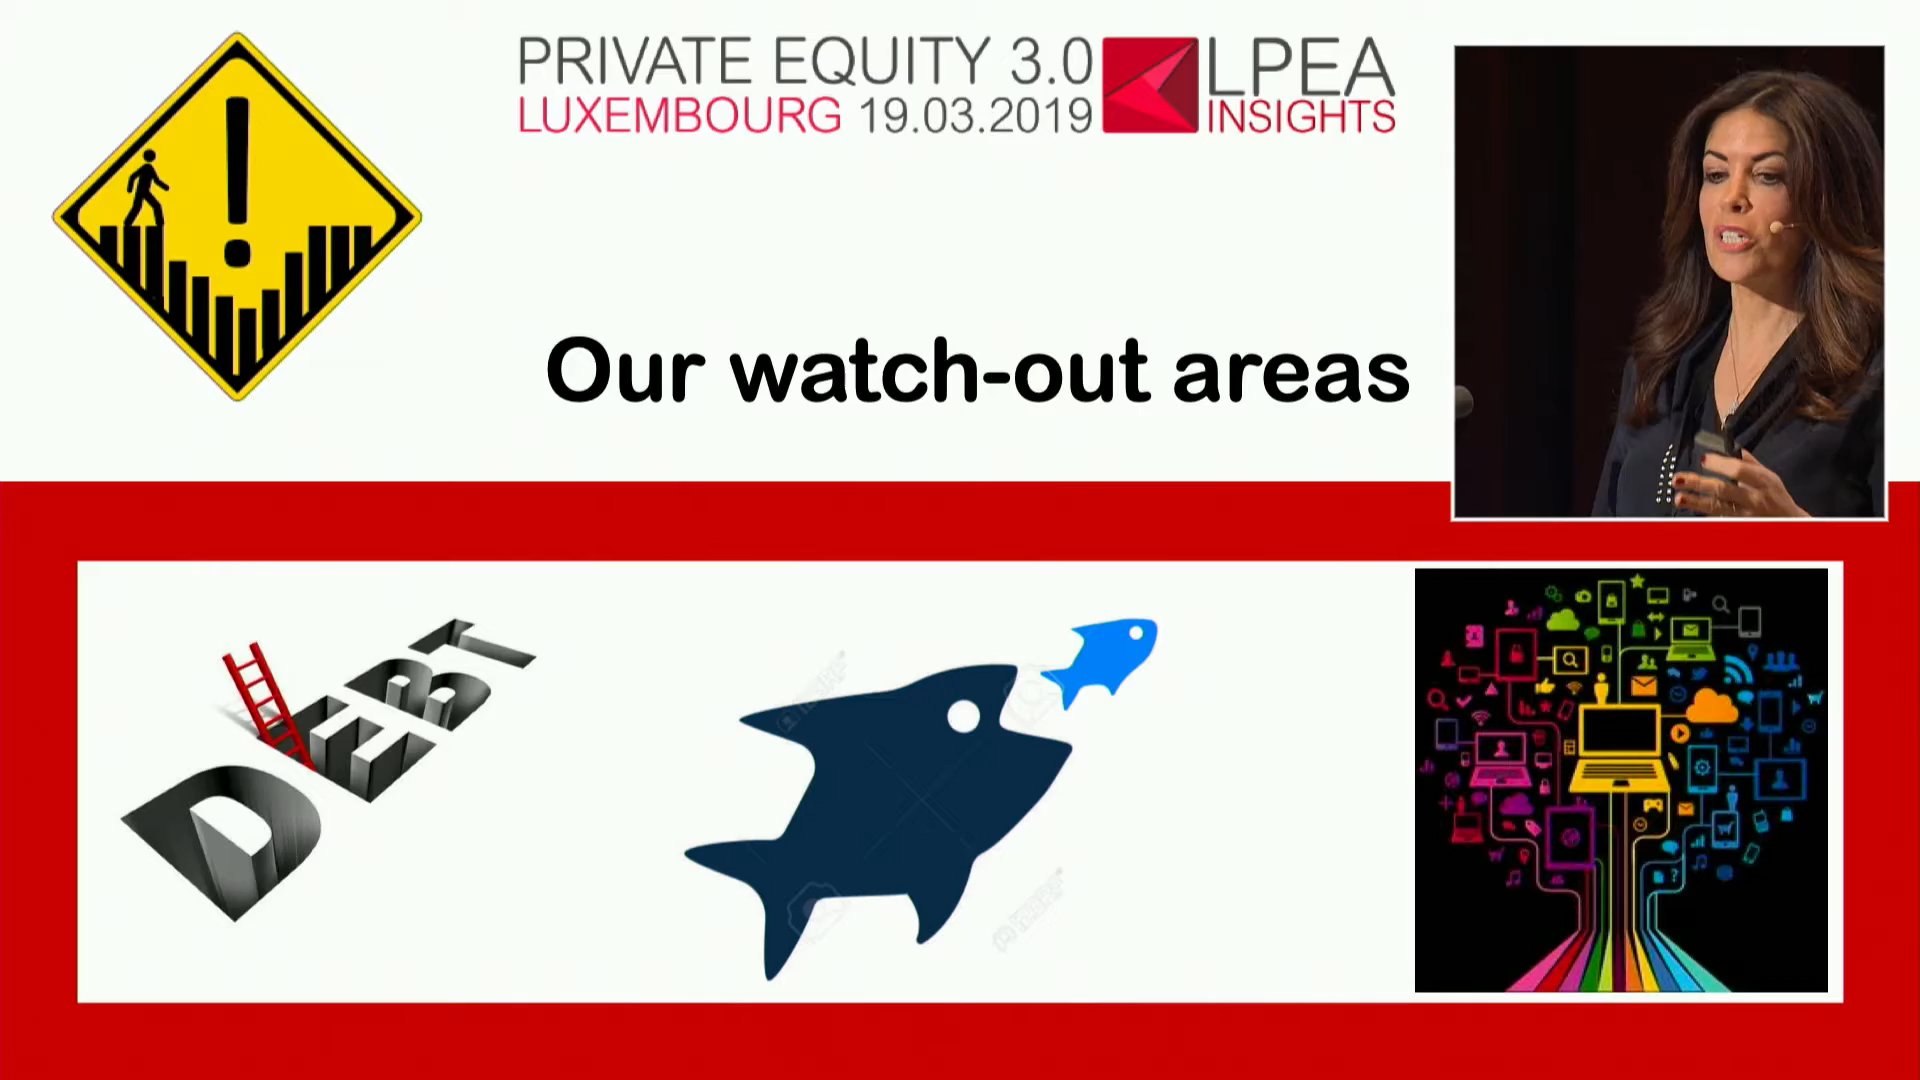 PRIVATE EQUITY 3.0
LUXEMBOURG 19.03.2019
LPEA
INSIGHTS
!
Our watch-out areas
DEBT